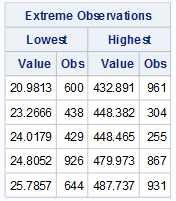 Extreme Observations
Lowest Highest
Value Obs Value Obs
20.9813 600 432.891 961
23.2666 438 448.382 304
24.0179 429 448.465 255
24.8052 926 479.973 867
25.7857 644 487.737 931